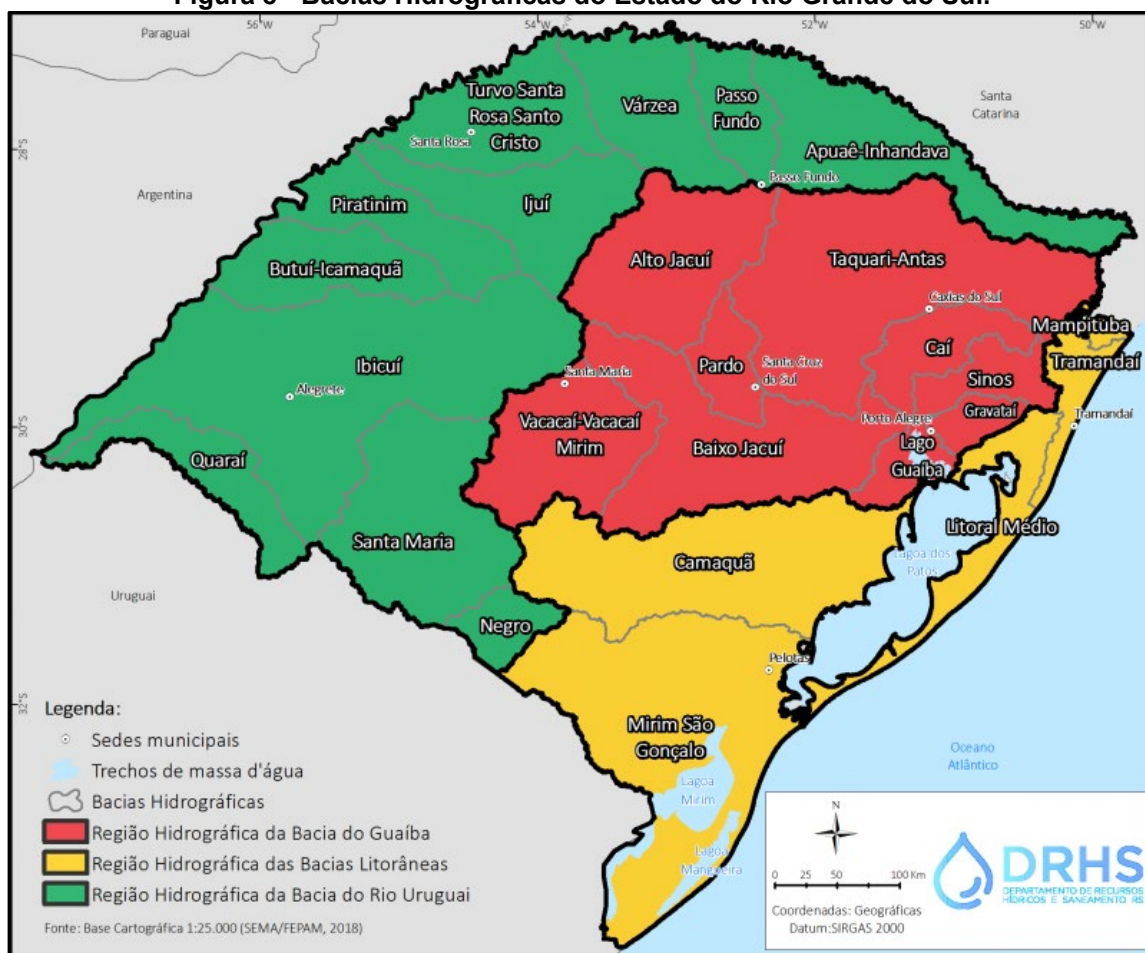 Figura 3 - Bacias Hidrográficas do Estado do Rio Grande do Sul.
56°W
54°W
52°W
50°W
Paraguai
Santa
Catarina
Argentina
Uruguai
28°S
30°S
32°S
Turvo Santa
Rosa Santo
Cristo
Santa Rosa
Várzea
Passo
Fundo
Apuaê-Inhandava
Passo Fundo
Piratinim
Ijuí
Butuí-Icamaquã
Alto Jacuí
Taquari-Antas
Caxias do Sul
Mampituba
Tramandaí
Ibicuí
Alegrete
Santa Maria
Pardo
Santa Cruz
do Sul
Caí
Sinos
Gravataí
Porto Alegre
Tramandaí
Vacacaí-Vacacaí
Mirim
Baixo Jacuí
Lago
Guaíba
Quaraí
Santa Maria
Camaquã
Litoral Médio
Lagoa dos
Patos
Negro
Pelotas
Mirim São
Gonçalo
Lagoa
Mirim
Lagoa
Mangueira
Oceano
Atlântico
Legenda:
Sedes municipais
Trechos de massa d'água
Bacias Hidrográficas
Região Hidrográfica da Bacia do Guaíba
Região Hidrográfica das Bacias Litorâneas
Região Hidrográfica da Bacia do Rio Uruguai
Fonte: Base Cartográfica 1:25.000 (SEMA/FEPAM, 2018)
N
0 25 50 100 Km
Coordenadas: Geográficas
Datum:SIRGAS 2000
DRHS
DEPARTAMENTO DE RECURSOS
HÍDRICOS E SANEAMENTO RS